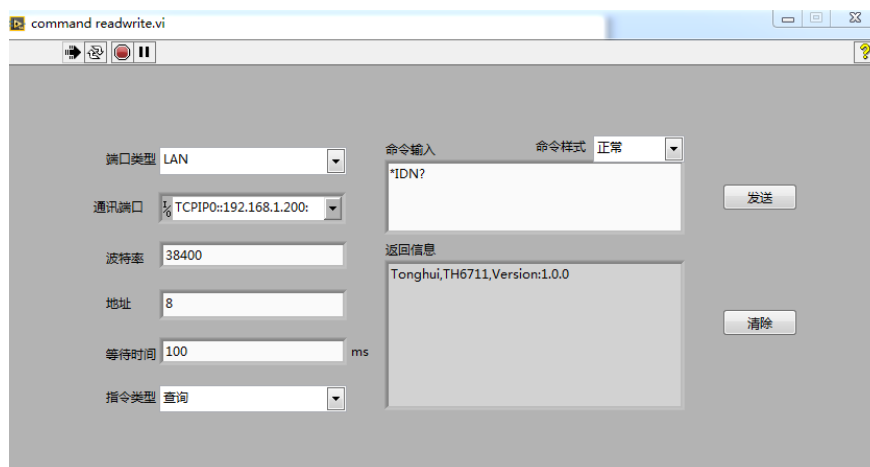 command readwrite.vi
端口类型 LAN
通讯端口 TCPIP0::192.168.1.200:
波特率 38400
地址 8
等待时间 100 ms
指令类型 查询
命令输入 命令样式 正常
*IDN?
发送
返回信息
Tonghui,TH6711,Version:1.0.0
清除